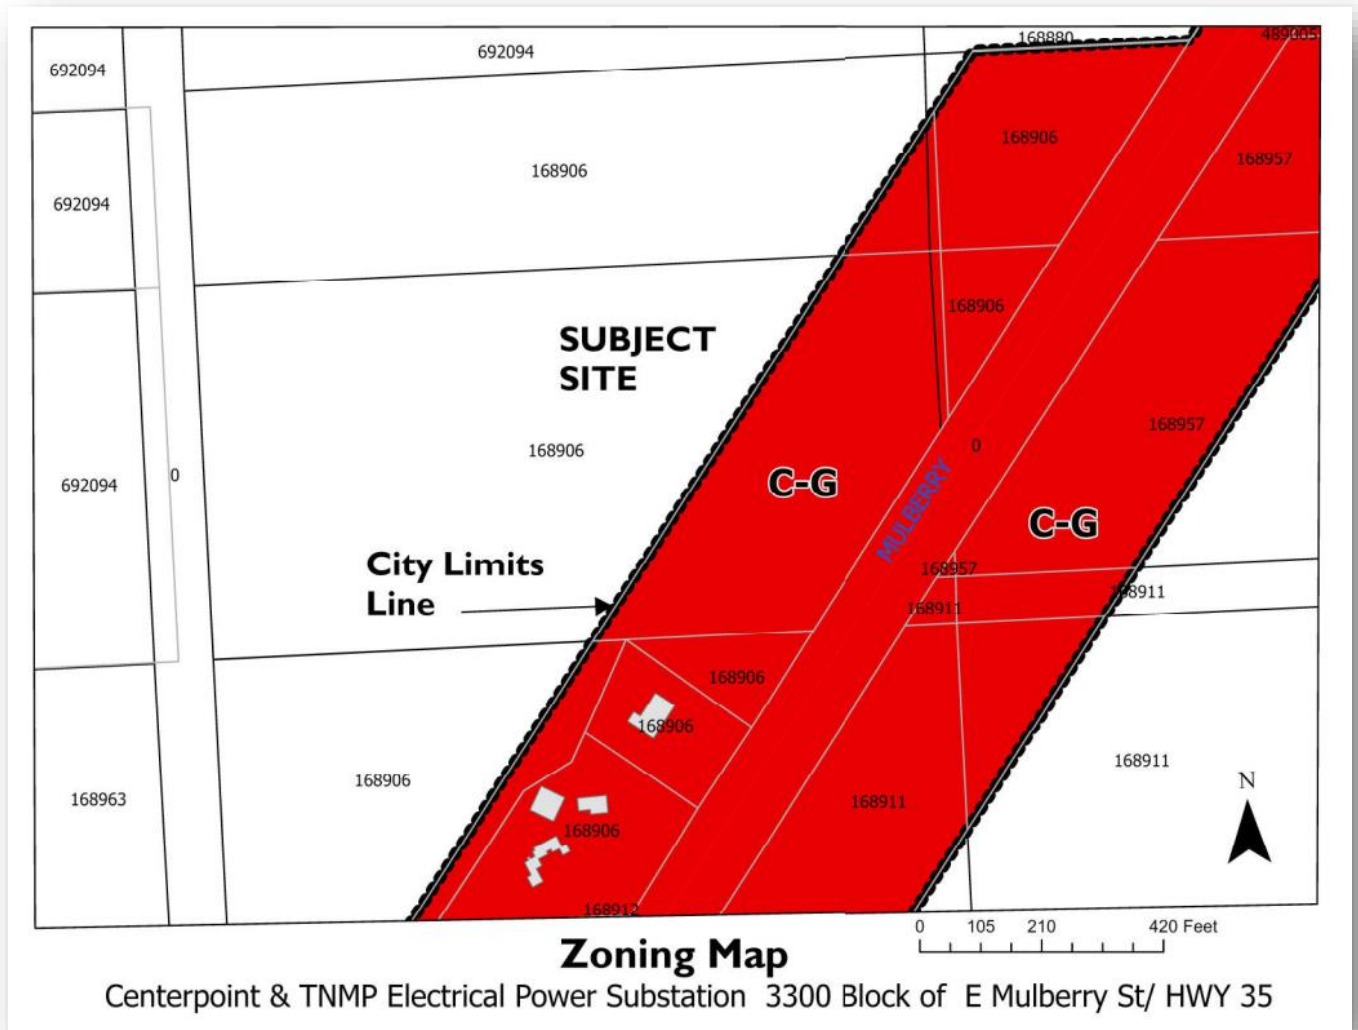 168880
489805
692094
692094
168906
168957
168906
692094
168906
SUBJECT
SITE
168957
168906
0
C-G
0
692094
MULBERRY
C-G
City Limits
Line
168957
168911
168911
168906
168906
168906
168911
168963
168911
N
168906
168912
0 105 210 420 Feet
Zoning Map
Centerpoint & TNMP Electrical Power Substation 3300 Block of E Mulberry St/ HWY 35